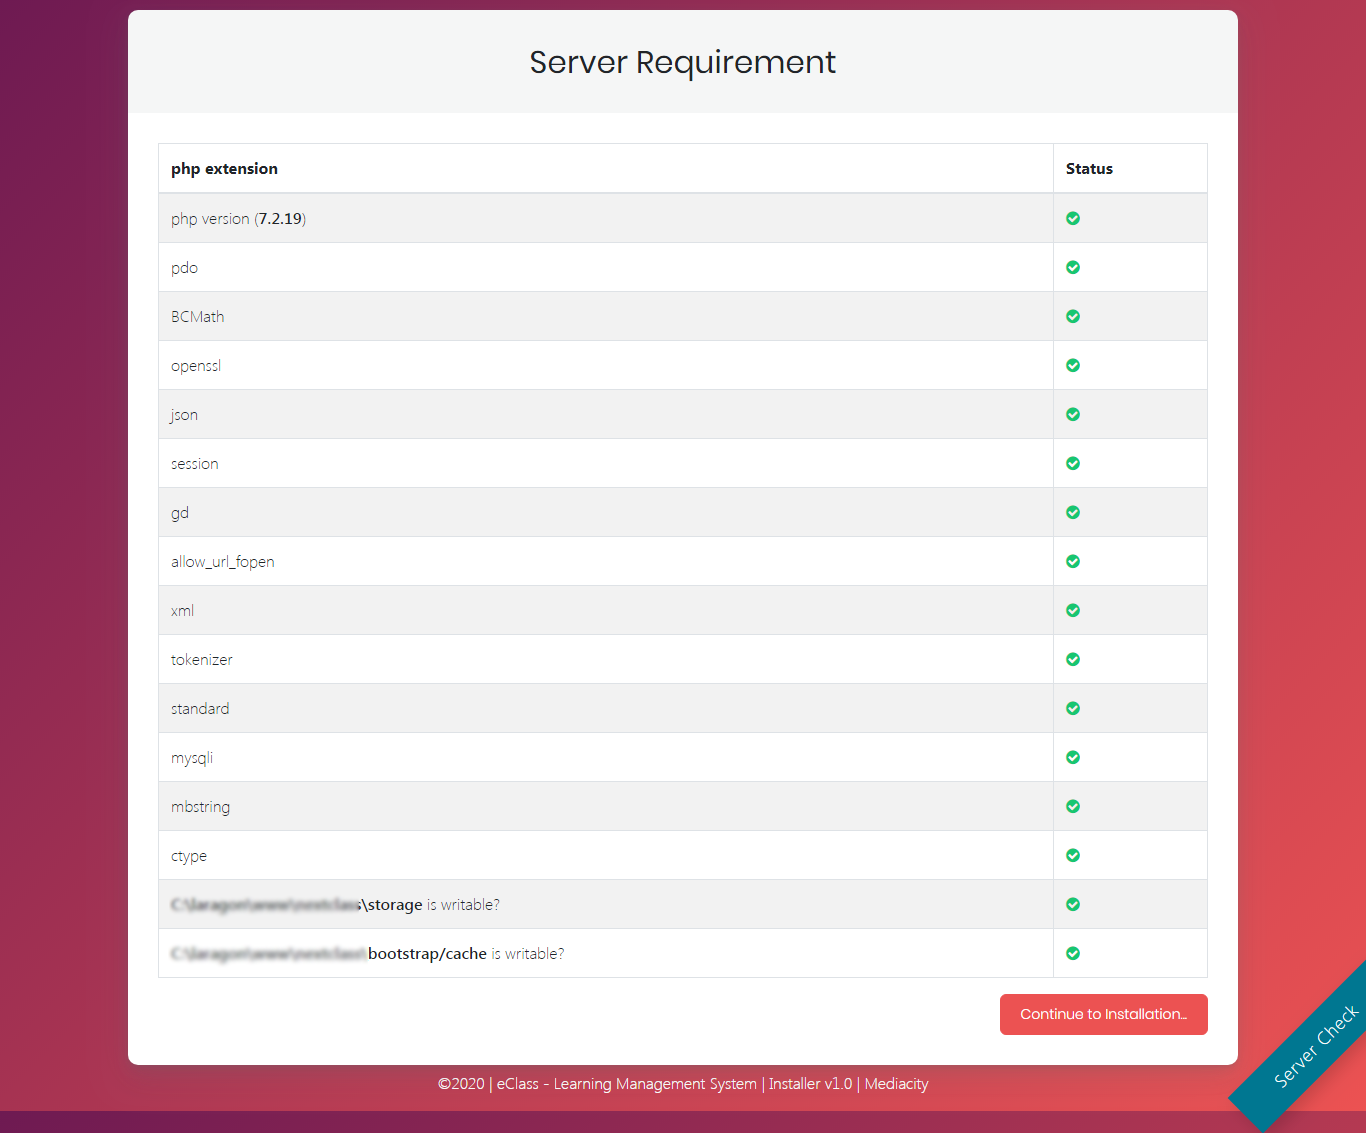 Server Requirement
php extension Status
php version (7.2.19)
pdo
BCMath
openssl
json
session
gd
allow_url_fopen
xml
tokenizer
standard
mysqli
mbstring
ctype
\storage is writable?
bootstrap/cache is writable?
Continue to Installation...
Server Check
©2020 | eClass - Learning Management System | Installer v1.0 | Mediacity